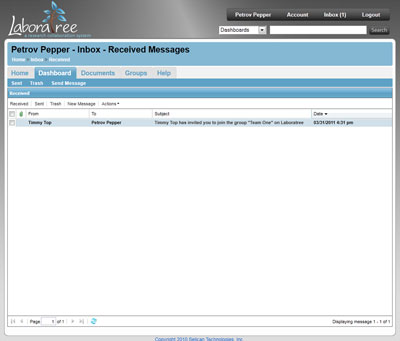 Laboratree
a research collaboration system
Petrov Pepper Account Inbox (1) Logout
Dashboards Search
Petrov Pepper - Inbox - Received Messages
Home Inbox Received
Home Dashboard Documents Groups Help
Sent Trash Send Message
Received
Received Sent Trash New Message Actions
From To Subject Date
Timmy Top Petrov Pepper Timmy Top has invited you to join the group "Team One" on Laboratree 03/31/2011 4:31 pm
Page 1 of 1 Displaying message 1 - 1 of 1
Copyright 2010 Selican Technologies, Inc.